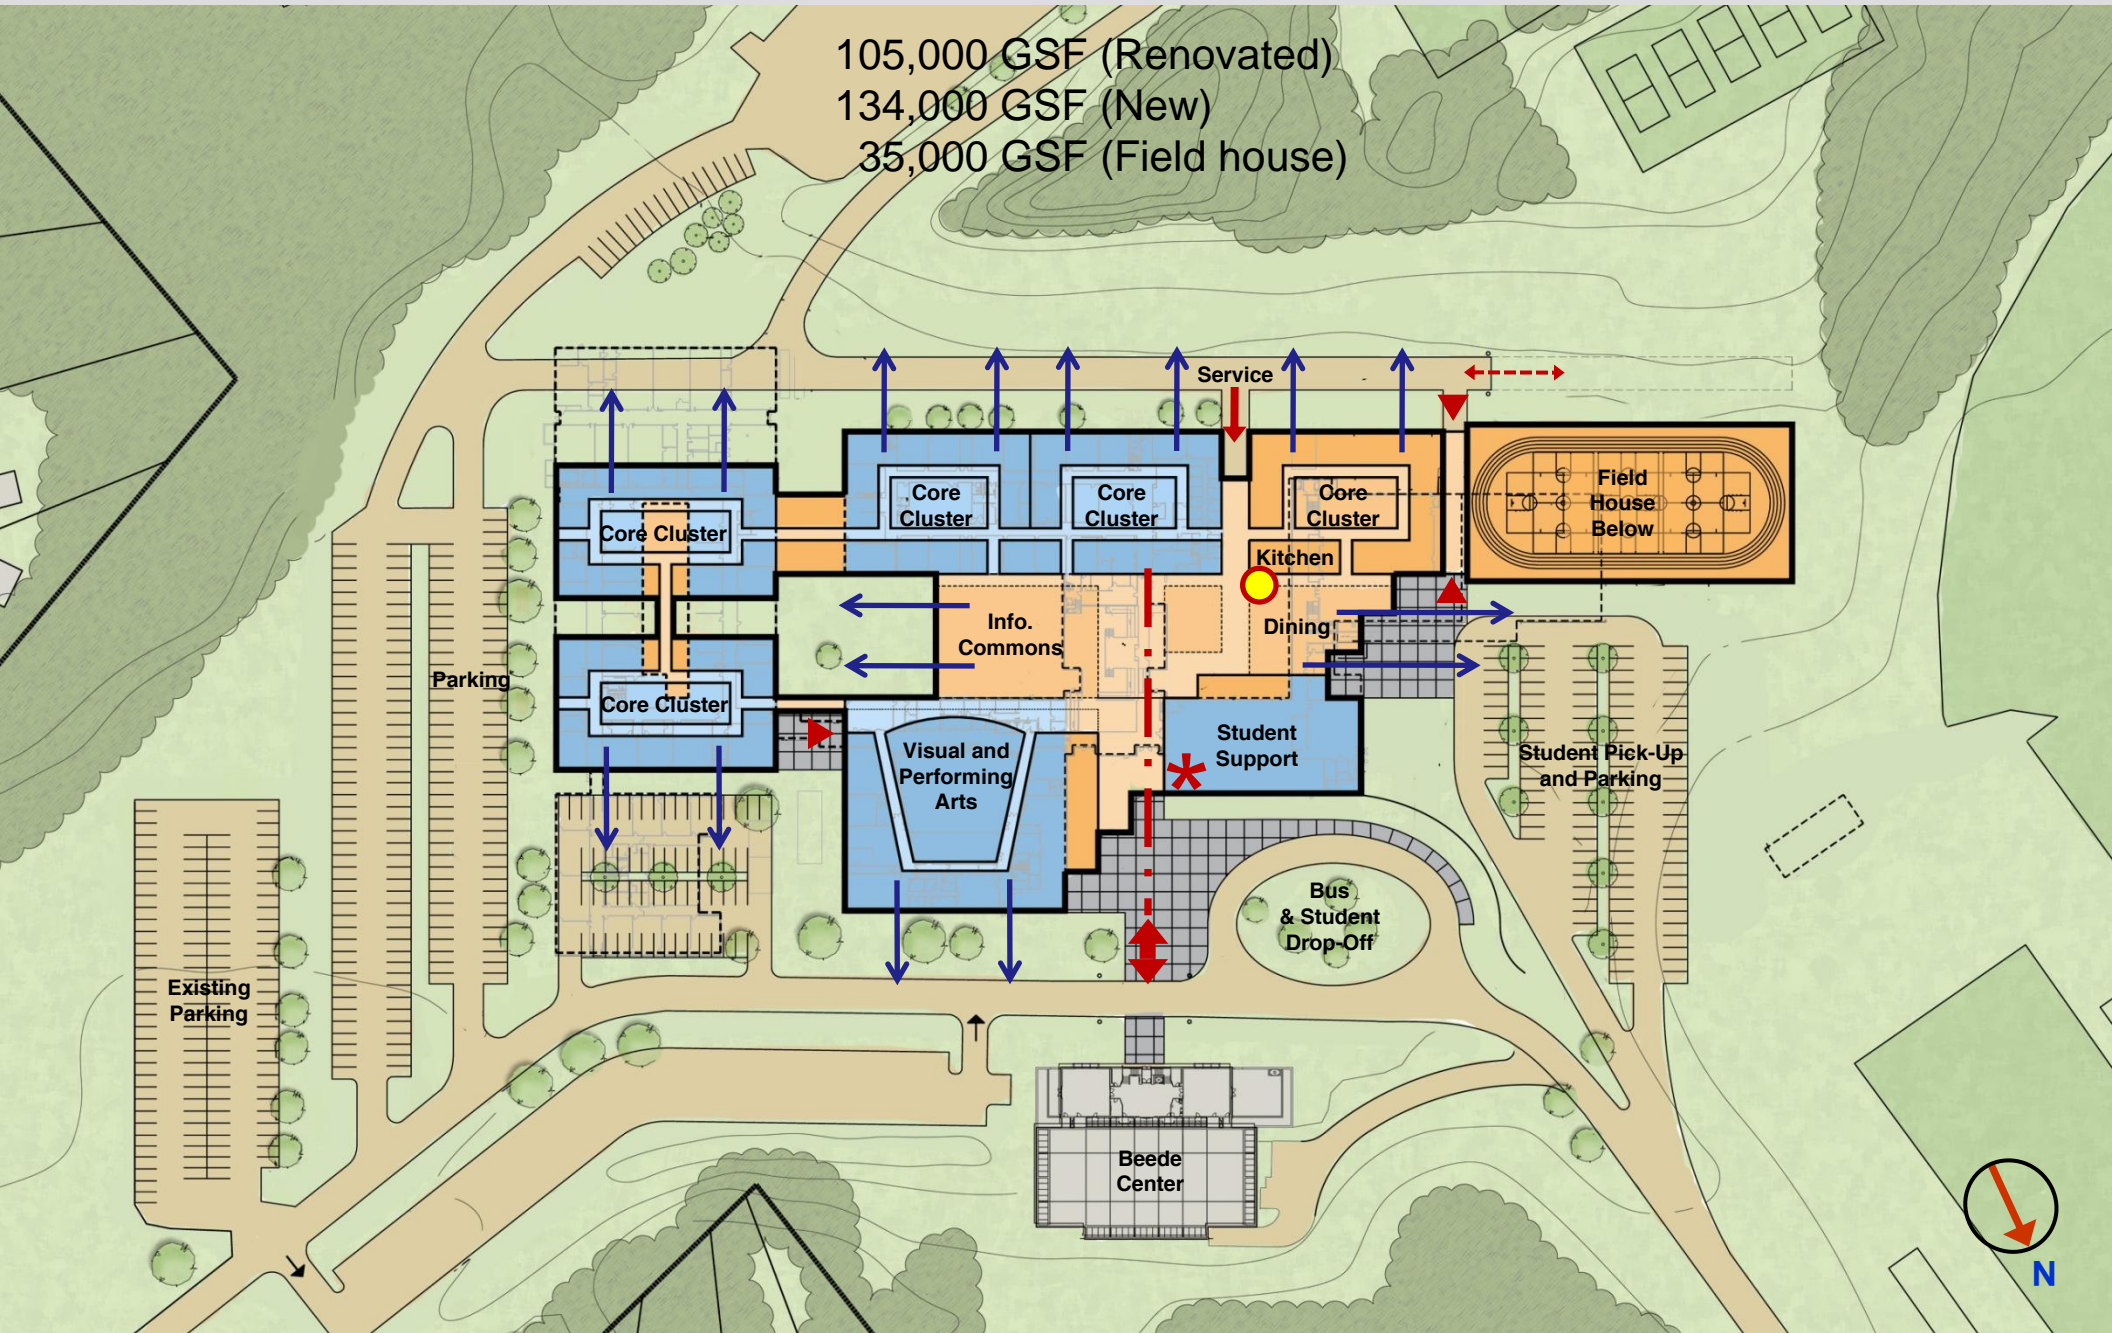 105,000 GSF (Renovated)
134,000 GSF (New)
35,000 GSF (Field house)
Service
Core
Cluster
Core
Cluster
Core
Cluster
Field
House
Below
Core Cluster
Kitchen
Info.
Commons
Dining
Parking
Core Cluster
Visual and
Performing
Arts
Student
Support
*
Student Pick-Up
and Parking
Bus
& Student
Drop-Off
Existing
Parking
Beede
Center
N